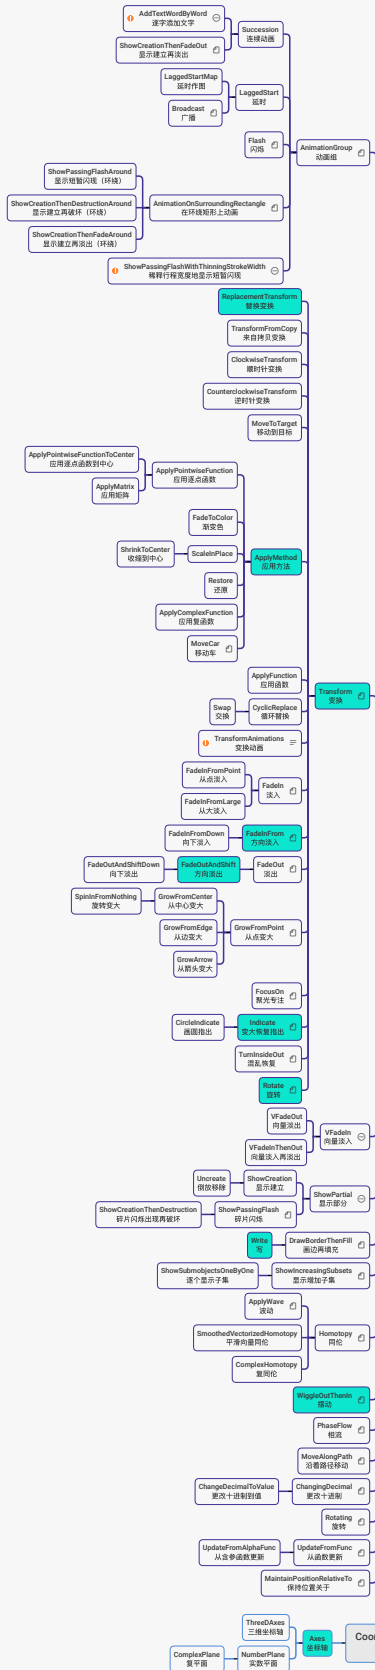 AddTextWordByWord
逐字添加文字
Succession
连续动画
ShowCreationThenFadeOut
显示建立再淡出
LaggedStartMap
延时作图
LaggedStart
延时
Broadcast
广播
Flash
闪烁
AnimationGroup
动画组
ShowPassingFlashAround
显示短暂闪现（环绕）
ShowCreationThenDestructionAround
显示建立再破坏（环绕）
AnimationOnSurroundingRectangle
在环绕矩形上动画
ShowCreationThenFadeAround
显示建立再淡出（环绕）
ShowPassingFlashWithThinningStrokeWidth
稀释行程宽度地显示短暂闪现
ReplacementTransform
替换变换
TransformFromCopy
来自拷贝变换
ClockwiseTransform
顺时针变换
CounterclockwiseTransform
逆时针变换
MoveToTarget
移动到目标
ApplyPointwiseFunctionToCenter
应用逐点函数到中心
ApplyPointwiseFunction
应用逐点函数
ApplyMatrix
应用矩阵
FadeToColor
渐变色
ShrinkToCenter
收缩到中心
ScaleInPlace
ApplyMethod
应用方法
Restore
还原
ApplyComplexFunction
应用复函数
MoveCar
移动车
ApplyFunction
应用函数
Transform
变换
Swap
交换
CyclicReplace
循环替换
TransformAnimations
变换动画
FadeInFromPoint
从点淡入
FadeIn
淡入
FadeInFromLarge
从大淡入
FadeInFromDown
向下淡入
FadeInFrom
方向淡入
FadeOutAndShiftDown
向下淡出
FadeOutAndShift
方向淡出
FadeOut
淡出
SpinInFromNothing
旋转变大
GrowFromCenter
从中心变大
GrowFromEdge
从边变大
GrowFromPoint
从点变大
GrowArrow
从箭头变大
FocusOn
聚光专注
CircleIndicate
画圆指出
Indicate
变大恢复指出
TurnInsideOut
混乱恢复
Rotate
旋转
VFadeOut
向量淡出
VFadeIn
向量淡入
VFadeInThenOut
向量淡入再淡出
Uncreate
倒放移除
ShowCreation
显示建立
ShowPartial
显示部分
ShowCreationThenDestruction
碎片闪烁出现再破坏
ShowPassingFlash
碎片闪烁
Write
写
DrawBorderThenFill
画边再填充
ShowSubmobjectsOneByOne
逐个显示子集
ShowIncreasingSubsets
显示增加子集
ApplyWave
波动
SmoothedVectorizedHomotopy
平滑向量同伦
Homotopy
同伦
ComplexHomotopy
复同伦
WiggleOutThenIn
摆动
PhaseFlow
相流
MoveAlongPath
沿着路径移动
ChangeDecimalToValue
更改十进制到值
ChangingDecimal
更改十进制
Rotating
旋转
UpdateFromAlphaFunc
从含参函数更新
UpdateFromFunc
从函数更新
MaintainPositionRelativeTo
保持位置关于
ThreeDAxes
三维坐标轴
Axes
坐标轴
Coor
ComplexPlane
复平面
NumberPlane
实数平面